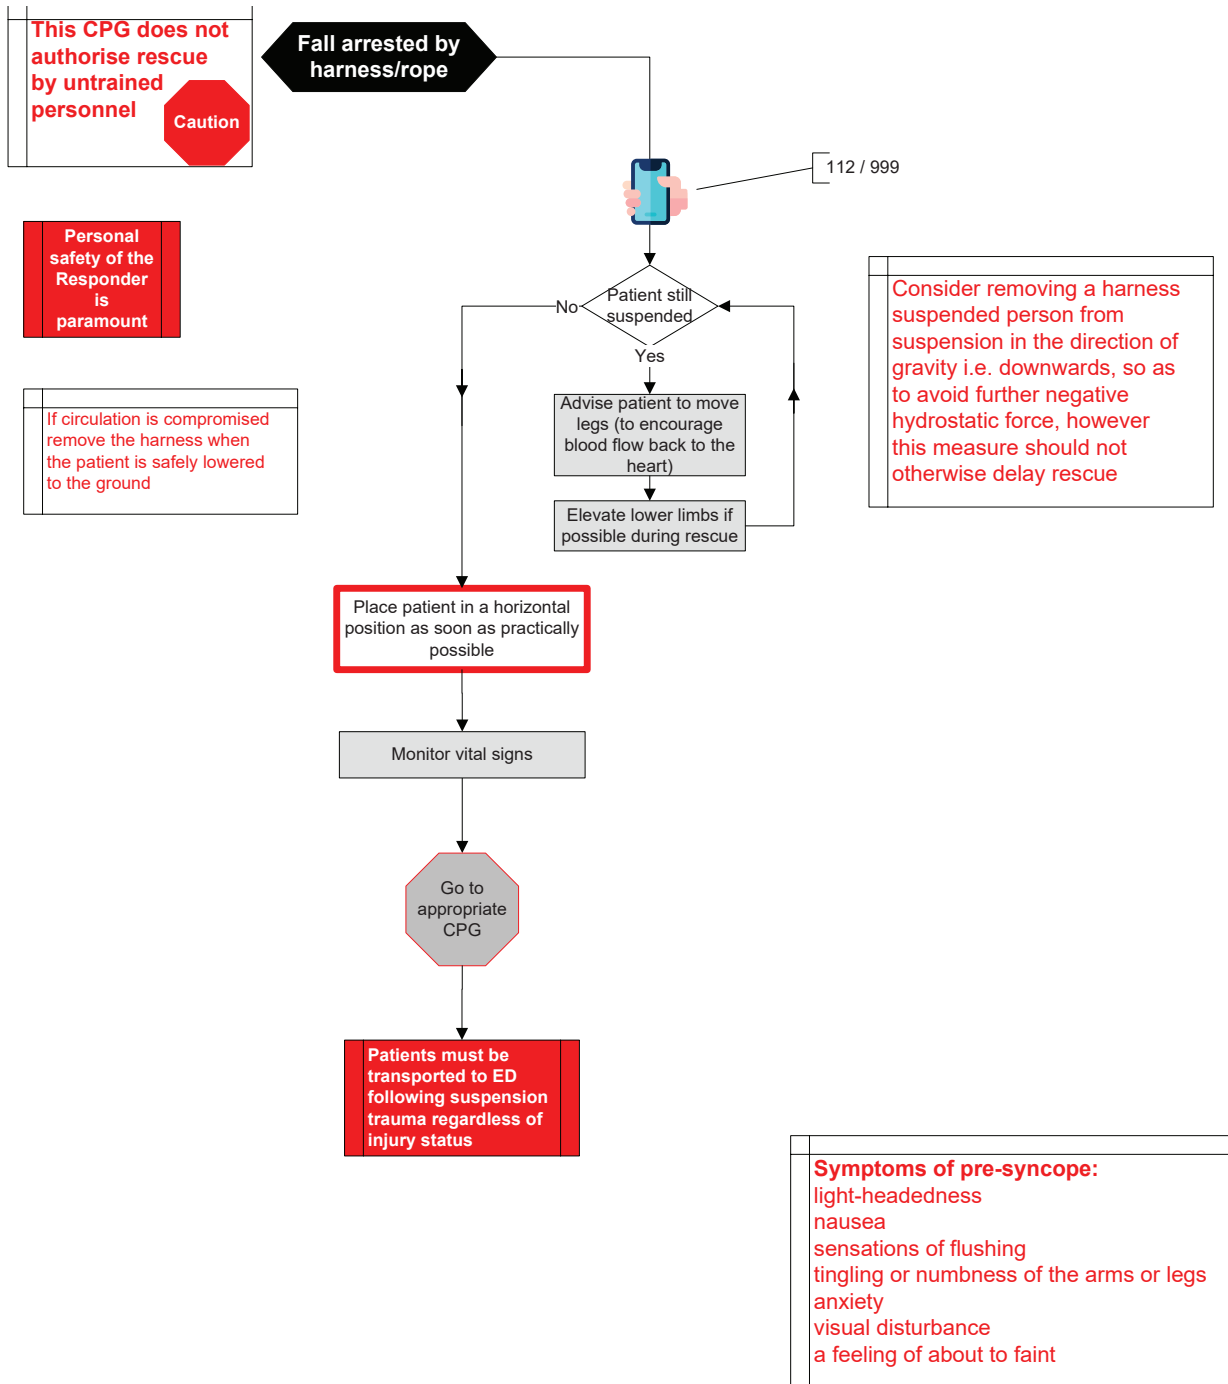 This CPG does not
authorise rescue
by untrained
personnel
Caution
Fall arrested by
harness/rope
112 / 999
Personal
safety of the
Responder
is
paramount
Patient still
suspended
No
Yes
Consider removing a harness
suspended person from
suspension in the direction of
gravity i.e. downwards, so as
to avoid further negative
hydrostatic force, however
this measure should not
otherwise delay rescue
If circulation is compromised
remove the harness when
the patient is safely lowered
to the ground
Advise patient to move
legs (to encourage
blood flow back to the
heart)
Elevate lower limbs if
possible during rescue
Place patient in a horizontal
position as soon as practically
possible
Monitor vital signs
Go to
appropriate
CPG
Patients must be
transported to ED
following suspension
trauma regardless of
injury status
Symptoms of pre-syncope:
light-headedness
nausea
sensations of flushing
tingling or numbness of the arms or legs
anxiety
visual disturbance
a feeling of about to faint